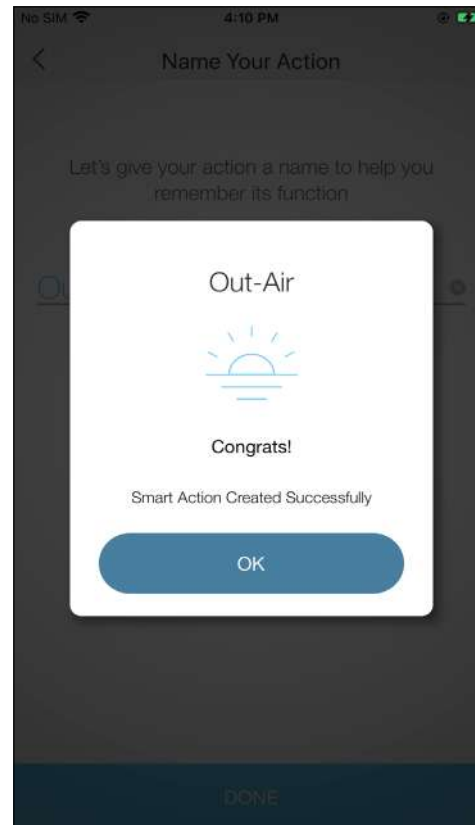 No SIM 4:10 PM
Name Your Action
Let's give your action a name to help you
remember its function
Ou
Out-Air
Congrats!
Smart Action Created Successfully
OK
DONE